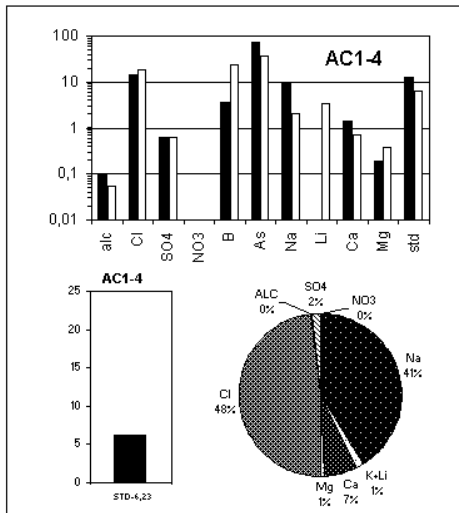 AC1-4
100
10
1
0,1
0,01
alc Cl SO4 NO3 B As Na Li Ca Mg std
AC1-4
25
20
15
10
5
0
STD-6,23
ALC
0%
SO4
2%
NO3
0%
Na
41%
K+Li
1%
Ca
7%
Mg
1%
Cl
48%